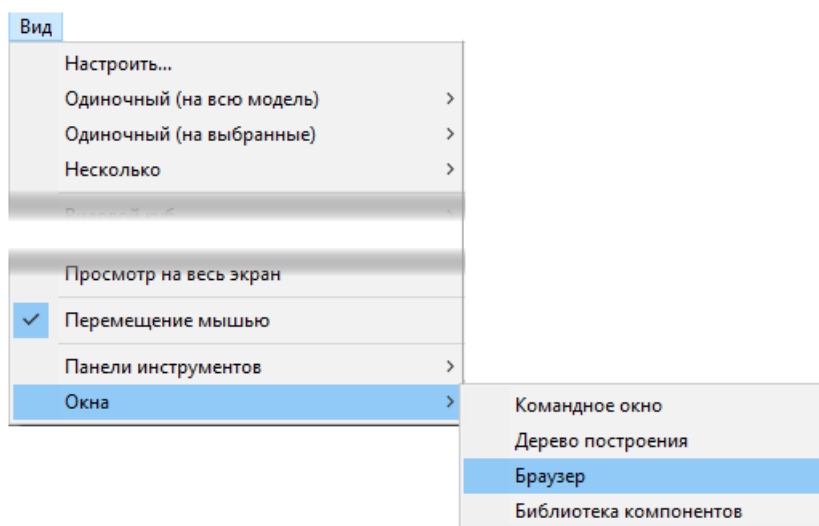 Вид
Настроить...
Одиночный (на всю модель)
Одиночный (на выбранные)
Несколько
Просмотр на весь экран
Перемещение мышью
Панели инструментов
Окна
Командное окно
Дерево построения
Браузер
Библиотека компонентов